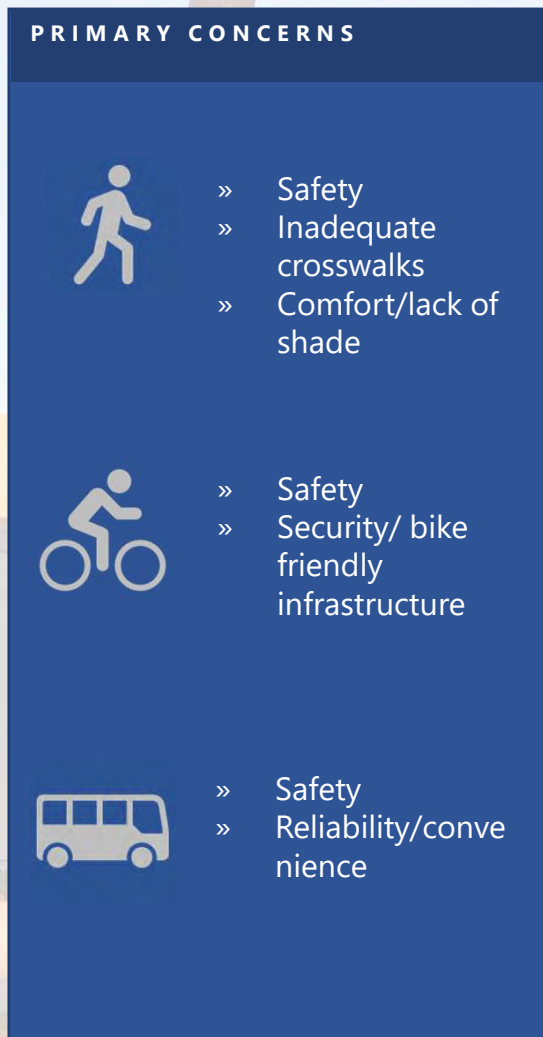 PRIMARY CONCERNS
» Safety
» Inadequate
crosswalks
» Comfort/lack of
shade
» Safety
» Security/ bike
friendly
infrastructure
» Safety
» Reliability/conve
nience